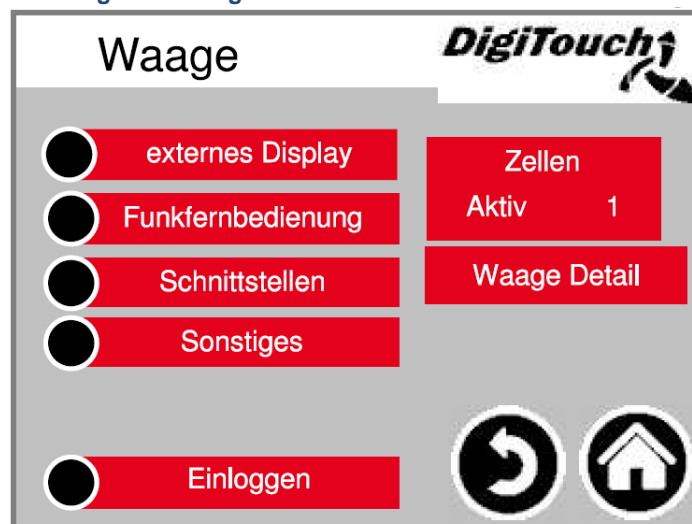 Waage
DigiTouch
externes Display
Funkfernbedienung
Schnittstellen
Sonstiges
Einloggen
Zellen
Aktiv 1
Waage Detail